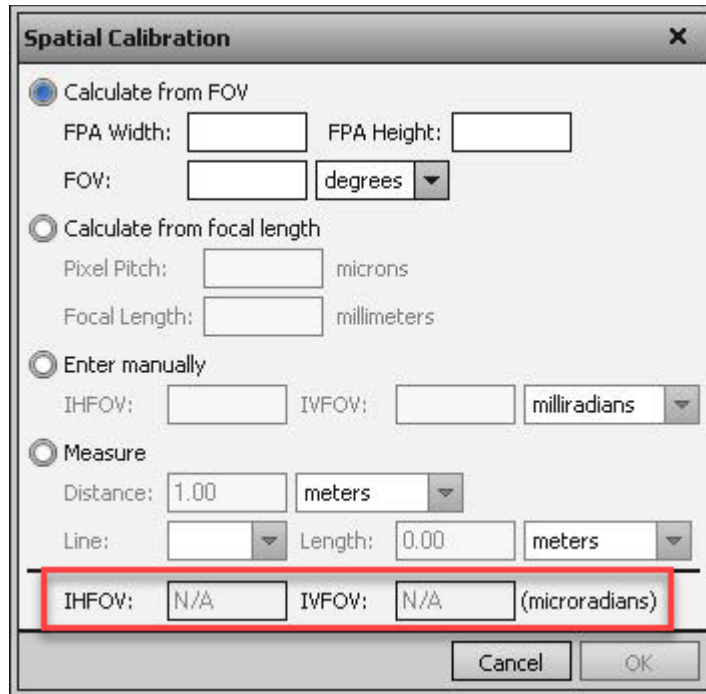 Spatial Calibration
Calculate from FOV
FPA Width: FPA Height:
FOV: degrees
Calculate from focal length
Pixel Pitch: microns
Focal Length: millimeters
Enter manually
IHFOV: IVFOV: milliradians
Measure
Distance: 1.00 meters
Line: Length: 0.00 meters
IHFOV: N/A IVFOV: N/A (microradians)
Cancel OK